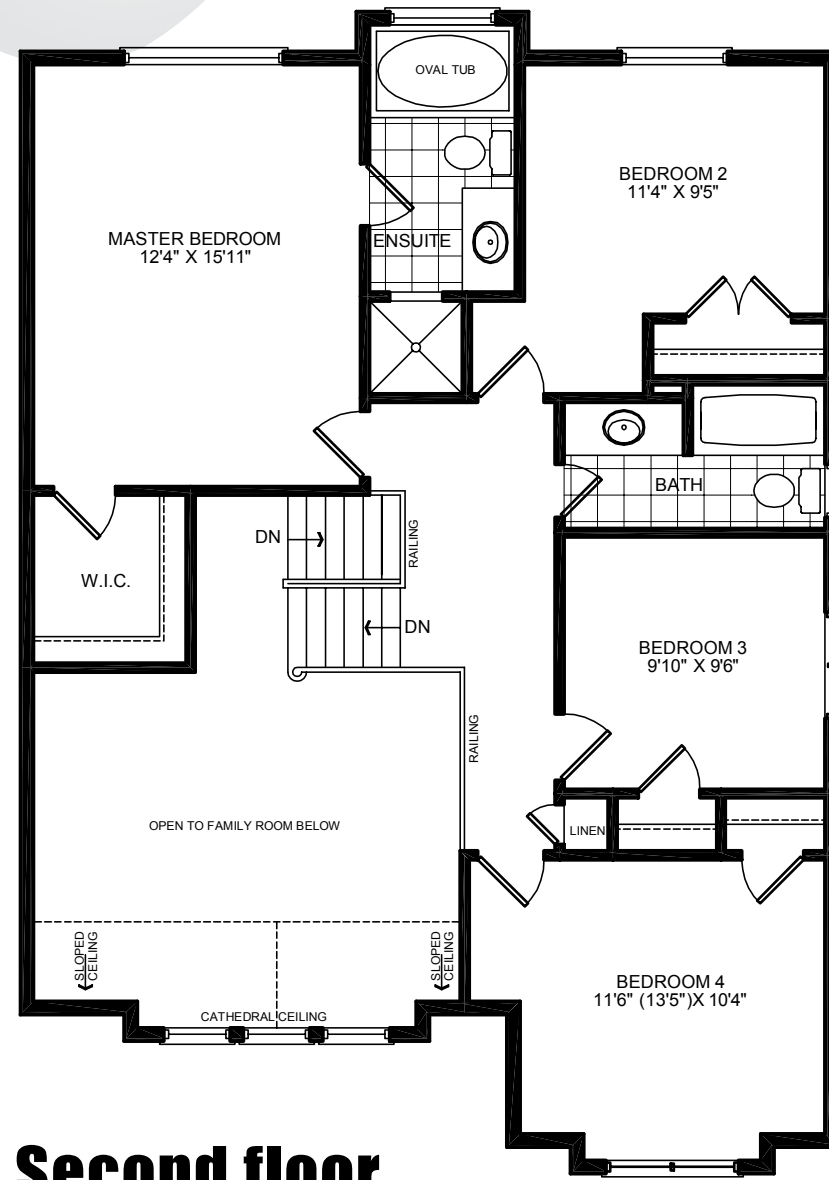 OVAL TUB
BEDROOM 2
11'4" X 9'5"
MASTER BEDROOM
12'4" X 15'11"
ENSUITE
BATH
DN
RAILING
W.I.C.
DN
BEDROOM 3
9'10" X 9'6"
RAILING
OPEN TO FAMILY ROOM BELOW
LINEN
SLOPED
CEILING
SLOPED
CEILING
BEDROOM 4
11'6" (13'5")X 10'4"
CATHEDRAL CEILING
Second floor